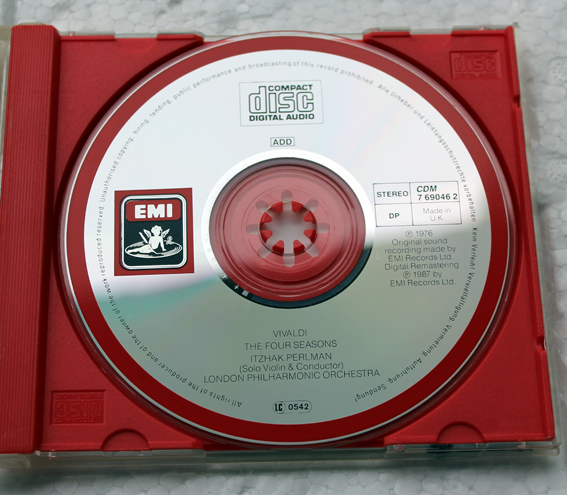 COMPACT
disc
DIGITAL AUDIO
ADD
EMI
STEREO
CDM
7 69046 2
DP
Made in
U.K.
℗ 1976
Original sound
recording made by
EMI Records Ltd.
Digital Remastering
℗ 1987 by
EMI Records Ltd.
VIVALDI
THE FOUR SEASONS
ITZHAK PERLMAN
(Solo Violin & Conductor)
LONDON PHILHARMONIC ORCHESTRA
LC 0542
All rights of the producer and of the owner of the work reproduced reserved. Unauthorised copying, hiring, lending, public performance and broadcasting of this record prohibited. Alle Urheber- und Leistungsschutzrechte vorbehalten. Kein Verleih! Vervielfältigung, Vermietung, Aufführung, Sendung!
disc
disc